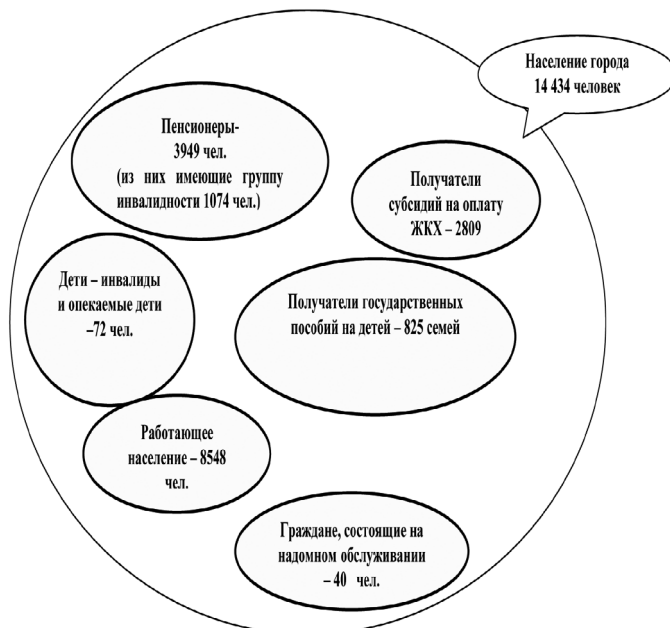 Население города
14 434 человек
Пенсионеры-
3949 чел.
(из них имеющие группу
инвалидности 1074 чел.)
Получатели
субсидий на оплату
ЖКХ – 2809
Дети – инвалиды
и опекаемые дети
–72 чел.
Получатели государственных
пособий на детей – 825 семей
Работающее
население – 8548
чел.
Граждане, состоящие на
надомном обслуживании
– 40 чел.